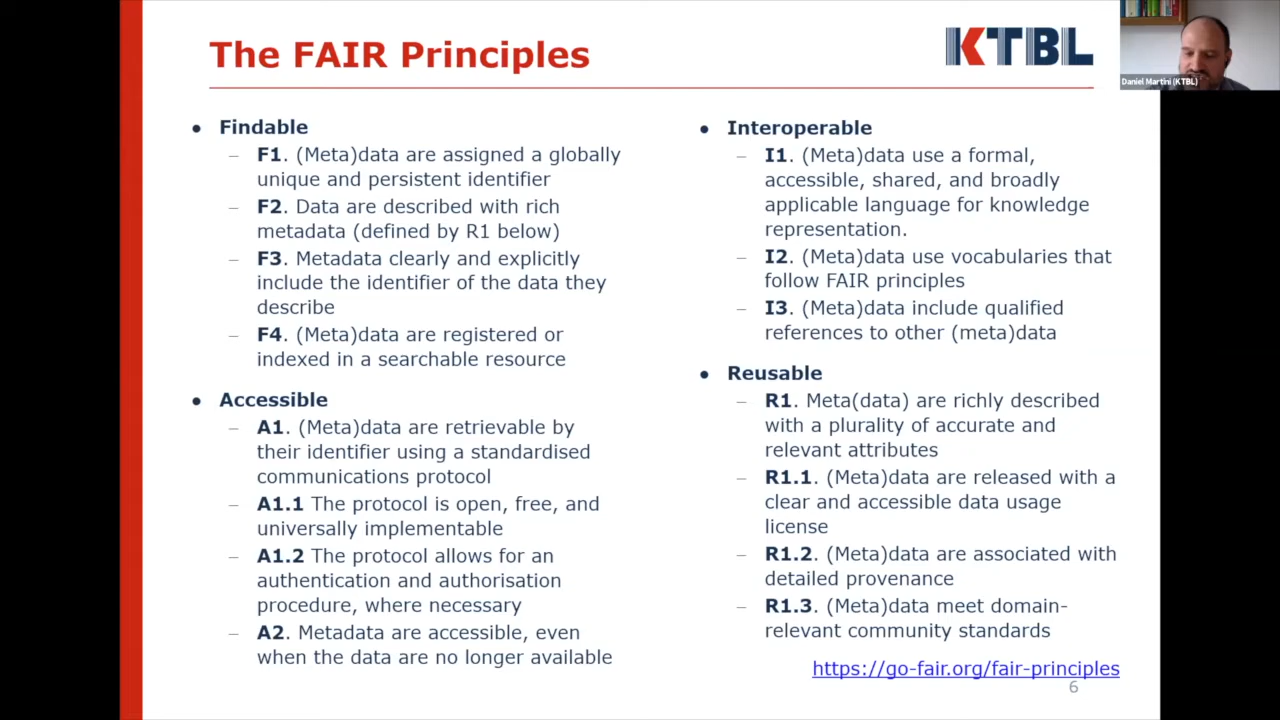 The FAIR Principles
KTBL
Daniel Martini (KTBL)
● Findable
– F1. (Meta)data are assigned a globally
unique and persistent identifier
– F2. Data are described with rich
metadata (defined by R1 below)
– F3. Metadata clearly and explicitly
include the identifier of the data they
describe
– F4. (Meta)data are registered or
indexed in a searchable resource
● Accessible
– A1. (Meta)data are retrievable by
their identifier using a standardised
communications protocol
– A1.1 The protocol is open, free, and
universally implementable
– A1.2 The protocol allows for an
authentication and authorisation
procedure, where necessary
– A2. Metadata are accessible, even
when the data are no longer available
● Interoperable
– I1. (Meta)data use a formal,
accessible, shared, and broadly
applicable language for knowledge
representation.
– I2. (Meta)data use vocabularies that
follow FAIR principles
– I3. (Meta)data include qualified
references to other (meta)data
● Reusable
– R1. Meta(data) are richly described
with a plurality of accurate and
relevant attributes
– R1.1. (Meta)data are released with a
clear and accessible data usage
license
– R1.2. (Meta)data are associated with
detailed provenance
– R1.3. (Meta)data meet domain-
relevant community standards
https://go-fair.org/fair-principles
6